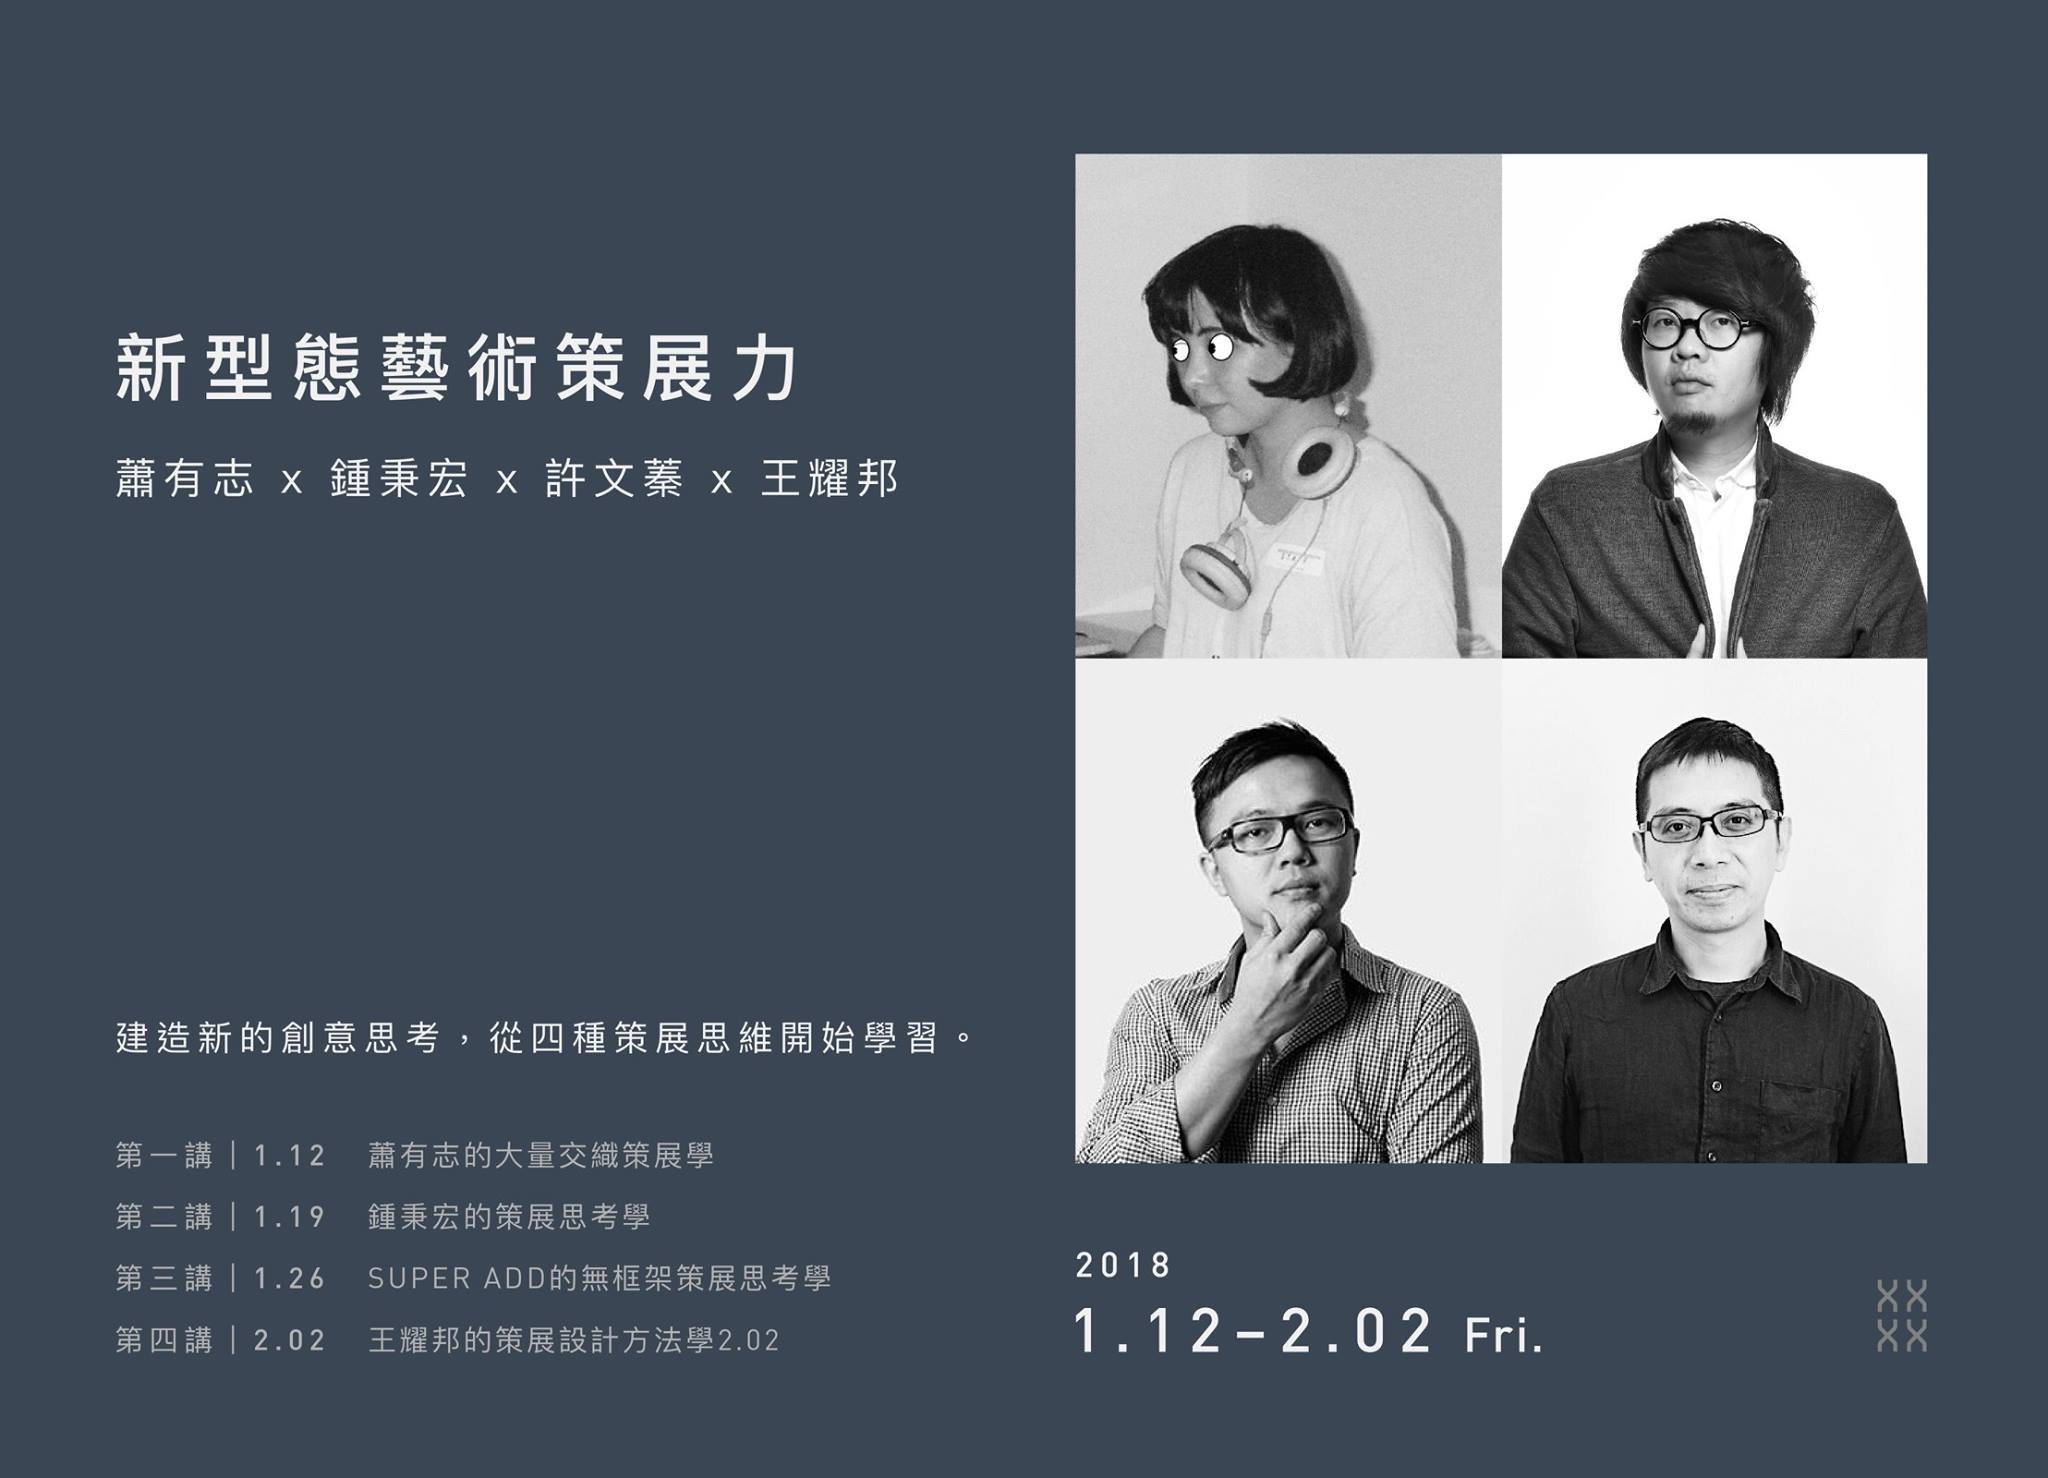 新型態藝術策展力
蕭有志 x 鍾秉宏 x 許文蓁 x 王耀邦
建造新的創意思考，從四種策展思維開始學習。
第一講｜1.12 蕭有志的大量交織策展學
第二講｜1.19 鍾秉宏的策展思考學
第三講｜1.26 SUPER ADD的無框架策展思考學
第四講｜2.02 王耀邦的策展設計方法學2.02
2018
1.12–2.02 Fri.
XX
XX